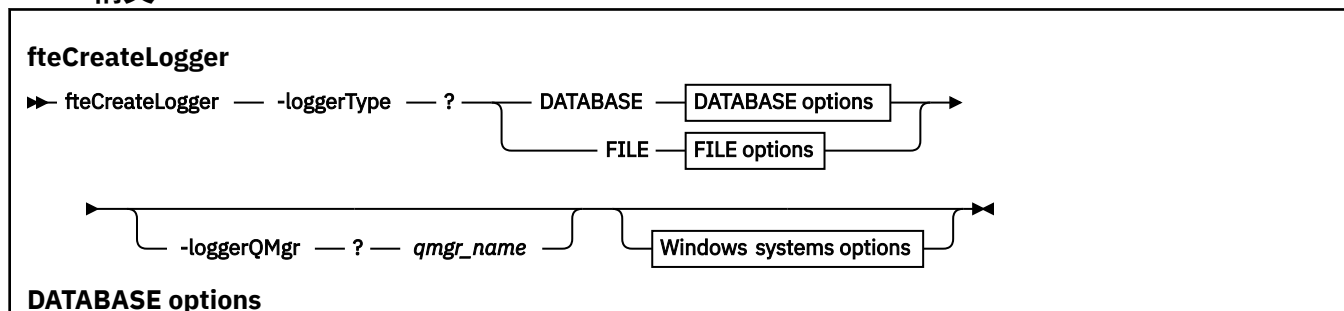 fteCreateLogger
fteCreateLogger -loggerType ? DATABASE DATABASE options
FILE FILE options
-loggerQMgr ? qmgr_name Windows systems options
DATABASE options